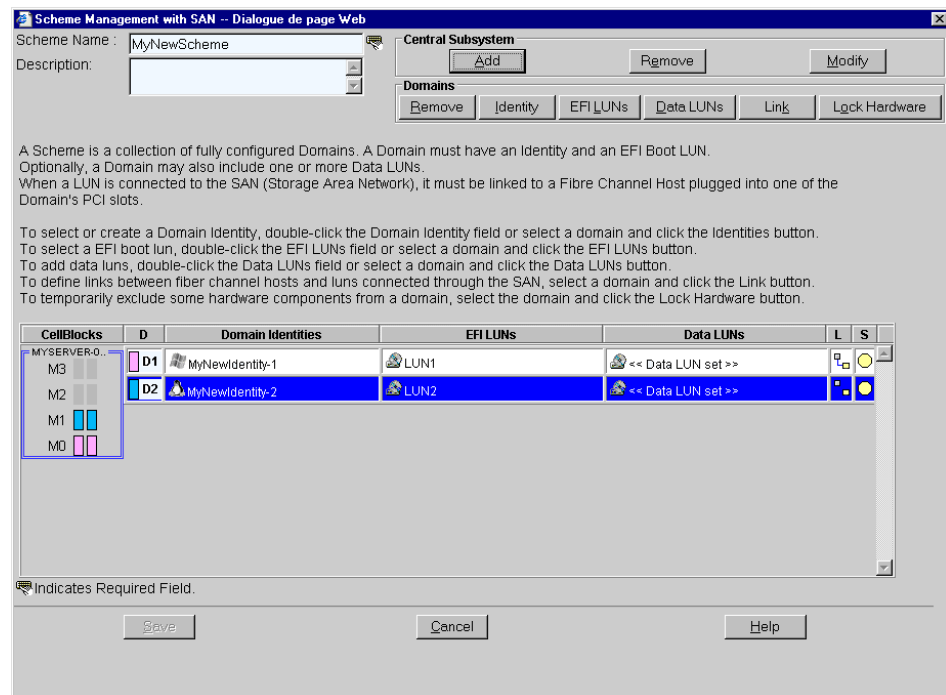 Scheme Management with SAN -- Dialogue de page Web
Scheme Name :
MyNewScheme
Description:
Central Subsystem
Add
Remove
Modify
Domains
Remove
Identity
EFI LUNs
Data LUNs
Link
Lock Hardware
A Scheme is a collection of fully configured Domains. A Domain must have an Identity and an EFI Boot LUN.
Optionally, a Domain may also include one or more Data LUNs.
When a LUN is connected to the SAN (Storage Area Network), it must be linked to a Fibre Channel Host plugged into one of the
Domain's PCI slots.
To select or create a Domain Identity, double-click the Domain Identity field or select a domain and click the Identities button.
To select a EFI boot lun, double-click the EFI LUNs field or select a domain and click the EFI LUNs button.
To add data luns, double-click the Data LUNs field or select a domain and click the Data LUNs button.
To define links between fiber channel hosts and luns connected through the SAN, select a domain and click the Link button.
To temporarily exclude some hardware components from a domain, select the domain and click the Lock Hardware button.
CellBlocks D Domain Identities EFI LUNs Data LUNs L S
MYSERVER-0..
M3
M2
M1
M0
D1 MyNewIdentity-1 LUN1 << Data LUN set >>
D2 MyNewIdentity-2 LUN2 << Data LUN set >>
Indicates Required Field.
Save
Cancel
Help